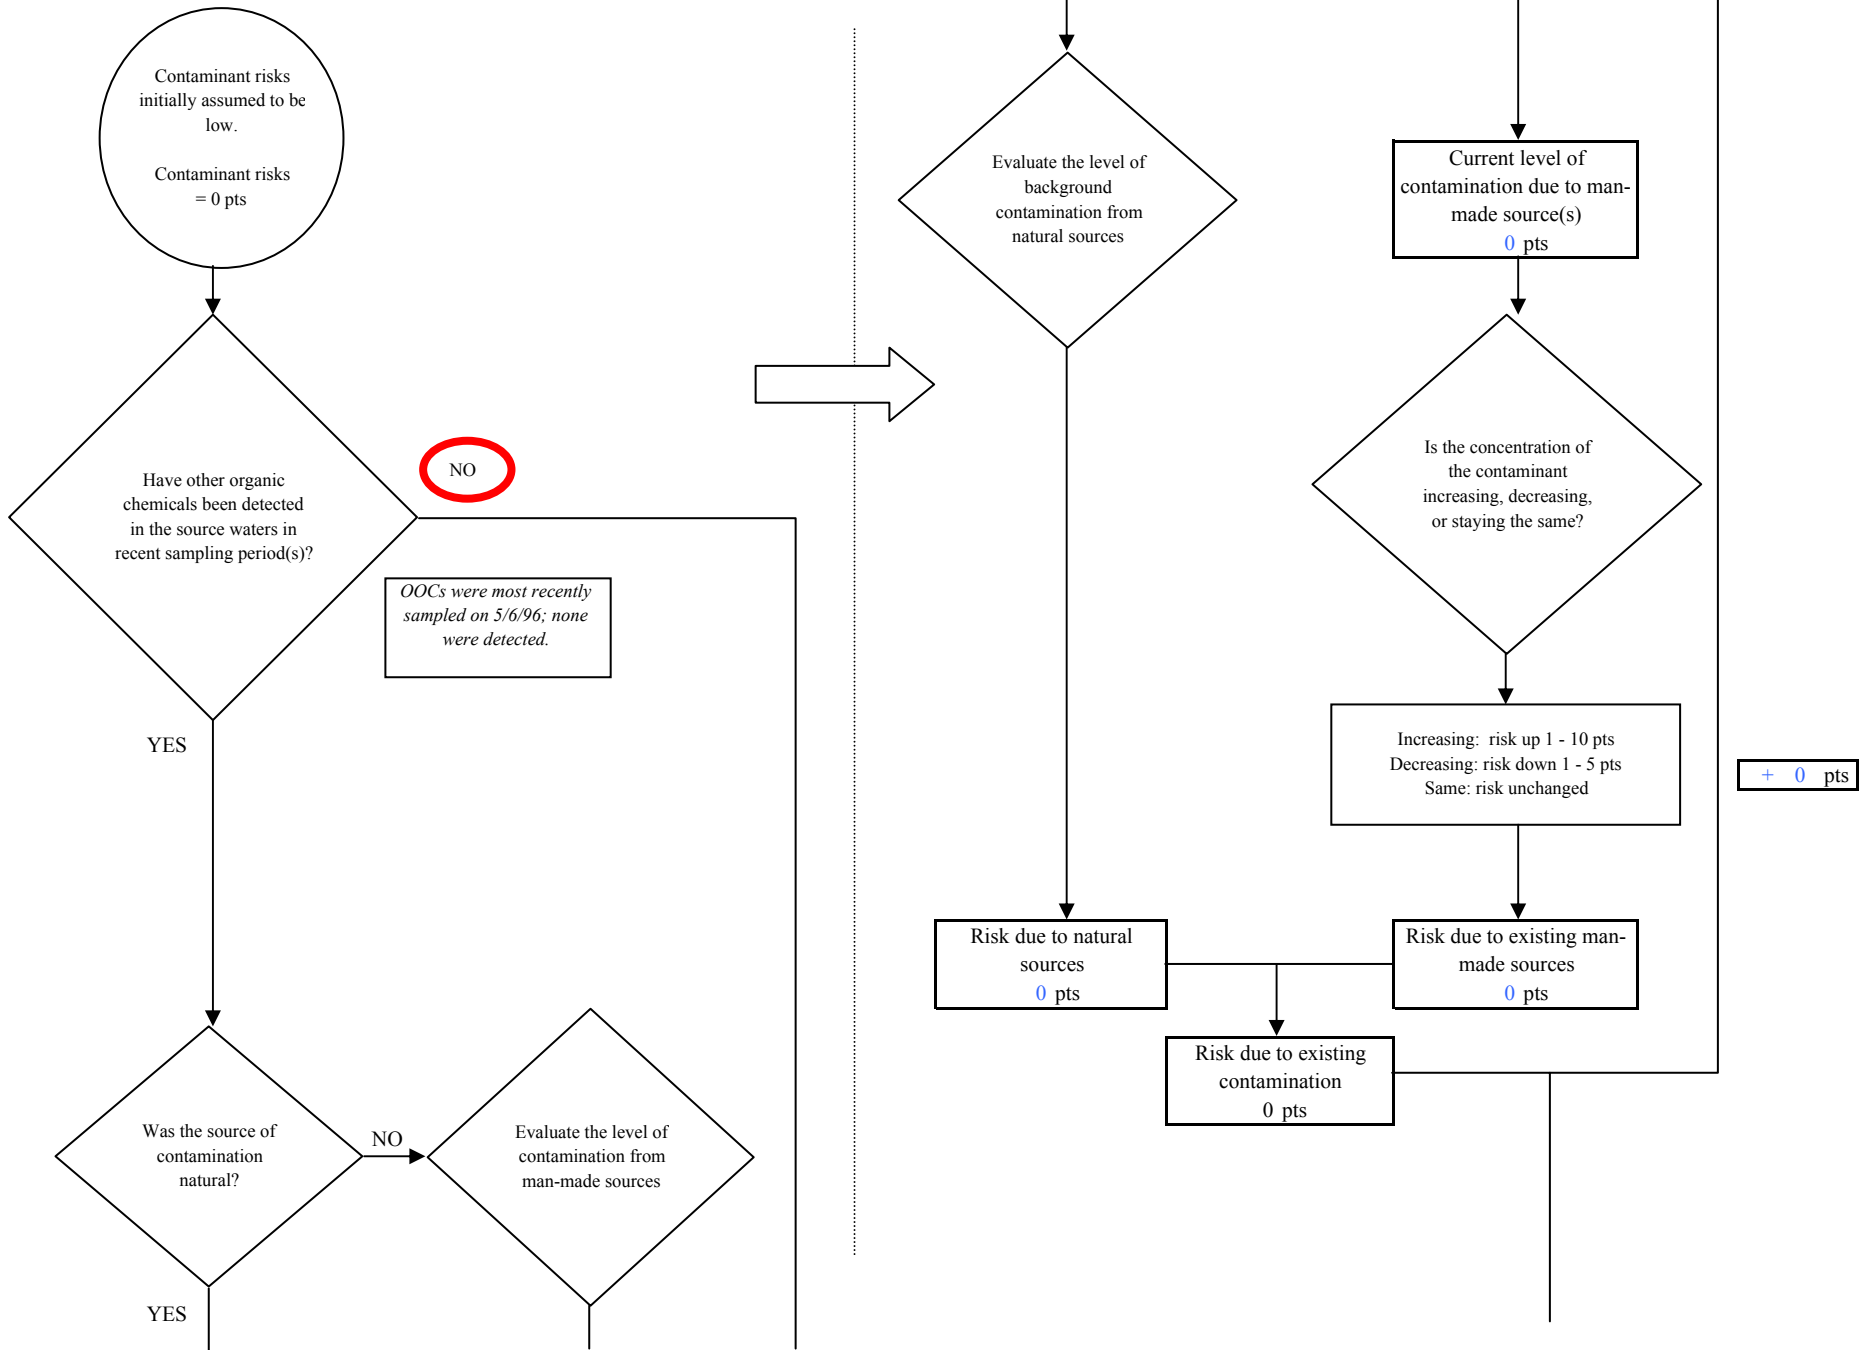 Contaminant risks
initially assumed to be
low.
Contaminant risks
= 0 pts
Have other organic
chemicals been detected
in the source waters in
recent sampling period(s)?
NO
OOCs were most recently
sampled on 5/6/96; none
were detected.
YES
Was the source of
contamination
natural?
NO
Evaluate the level of
contamination from
man-made sources
YES
Evaluate the level of
background
contamination from
natural sources
Current level of
contamination due to man-
made source(s)
0 pts
Is the concentration of
the contaminant
increasing, decreasing,
or staying the same?
Increasing: risk up 1 - 10 pts
Decreasing: risk down 1 - 5 pts
Same: risk unchanged
+ 0 pts
Risk due to natural
sources
0 pts
Risk due to existing man-
made sources
0 pts
Risk due to existing
contamination
0 pts